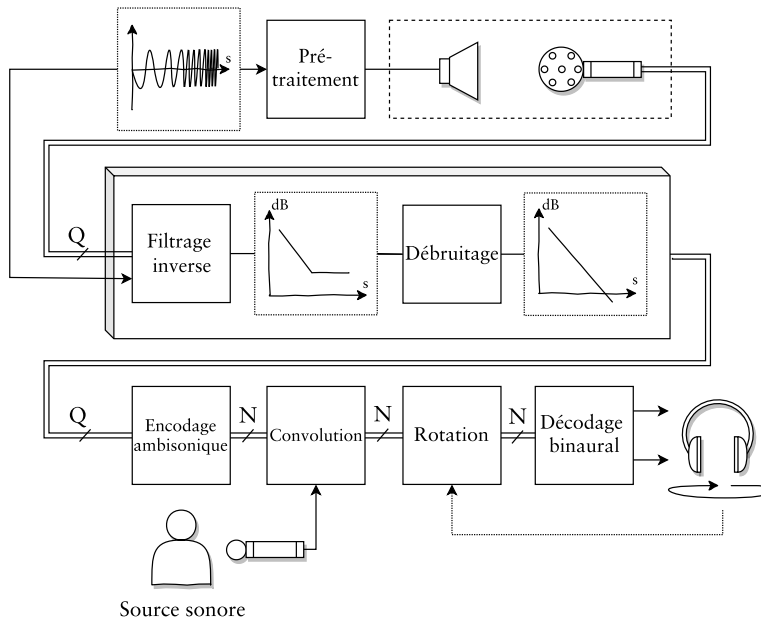 s
Pré-
traitement
Q
Filtrage
inverse
dB
s
Débruitage
dB
s
Q
Encodage
ambisonique
N
Convolution
N
Rotation
N
Décodage
binaural
Source sonore